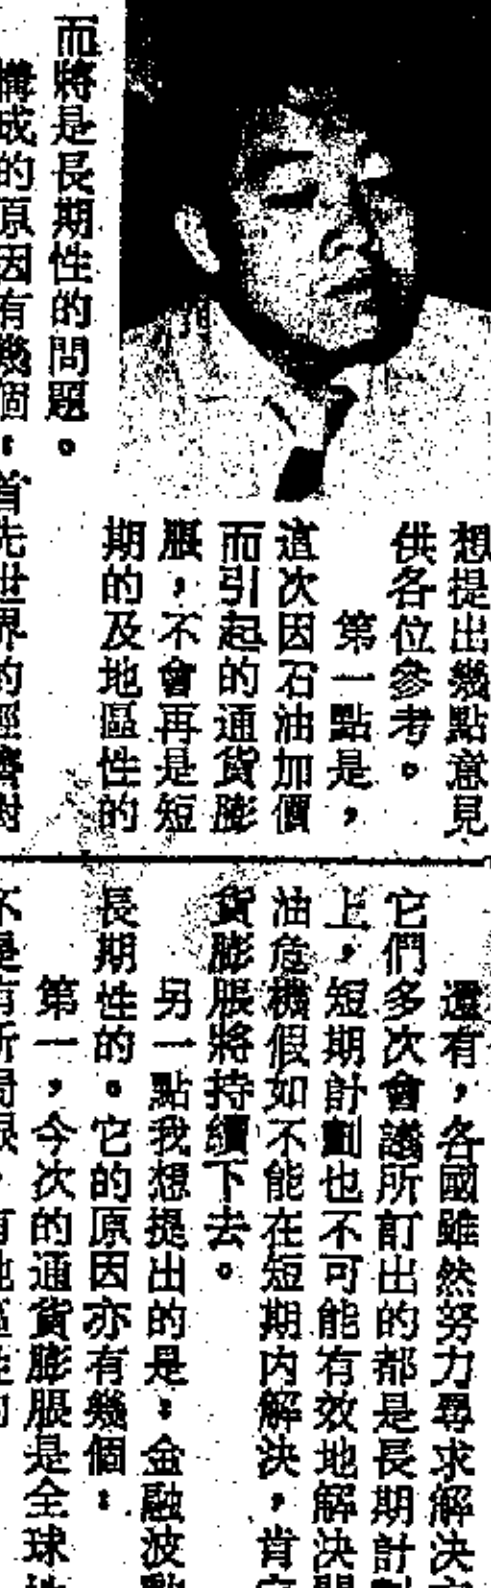 想提出幾點意見
供各位參考。
第一點是，
這次因石油加價
而引起的通貨膨
脹，不會再是短
期的及地區性的
而將是長期性的問題。
構成的原因有幾個：首先世界的經濟
還有，各國雖然努力尋求解決
它們多次會議所訂出的都是長期計
上，短期計劃也不可能有效地解決
油危機假如不能在短期內解決，肯
貨膨脹將持續下去。
另一點我想提出的是：金融波
長期性的。它的原因亦有幾個：
第一，今次的通貨膨脹是全球